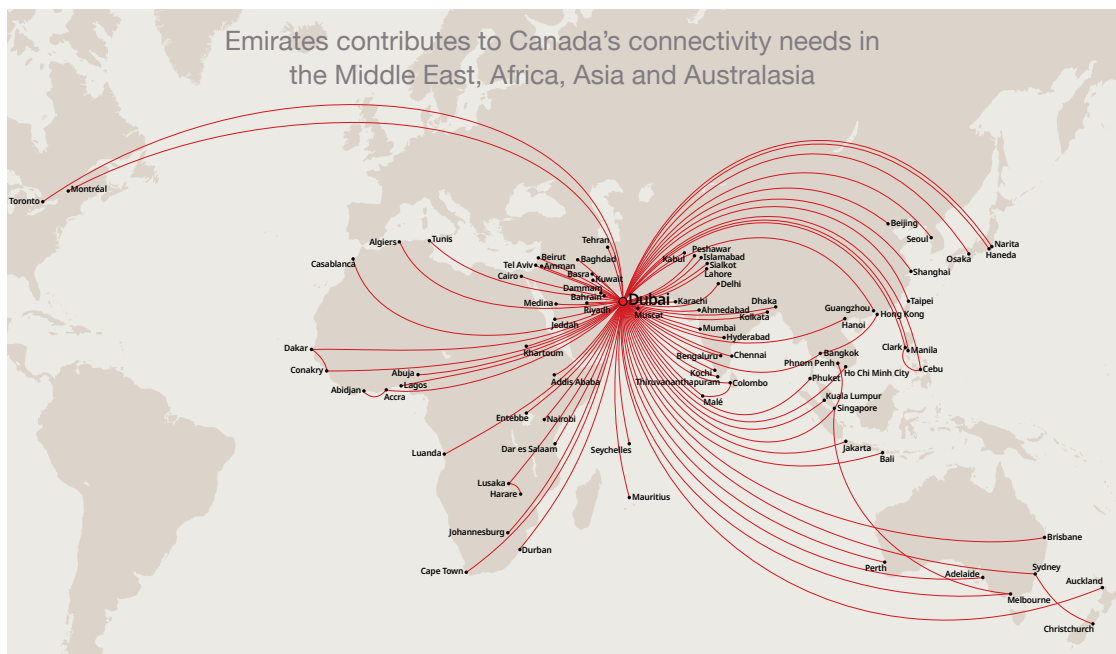 Emirates contributes to Canada's connectivity needs in
the Middle East, Africa, Asia and Australasia
Montréal
Toronto
Algiers
Tunis
Casablanca
Tehran
Beirut
Baghdad
Tel Aviv
Amman
Cairo
Basra
Kuwait
Dammam
Bahrain
Medina
Riyadh
Jeddah
Dubai
Muscat
Peshawar
Kabul
Islamabad
Sialkot
Lahore
Delhi
Karachi
Ahmedabad
Dhaka
Kolkata
Mumbai
Hyderabad
Bengaluru
Chennai
Kochi
Thiruvananthapuram
Colombo
Malé
Beijing
Seoul
Narita
Haneda
Osaka
Shanghai
Taipei
Guangzhou
Hong Kong
Hanoi
Clark
Manila
Cebu
Bangkok
Phnom Penh
Ho Chi Minh City
Phuket
Kuala Lumpur
Singapore
Jakarta
Bali
Dakar
Conakry
Khartoum
Abuja
Lagos
Abidjan
Accra
Addis Ababa
Entebbe
Nairobi
Luanda
Dar es Salaam
Seychelles
Lusaka
Harare
Mauritius
Johannesburg
Durban
Cape Town
Brisbane
Perth
Adelaide
Sydney
Auckland
Melbourne
Christchurch